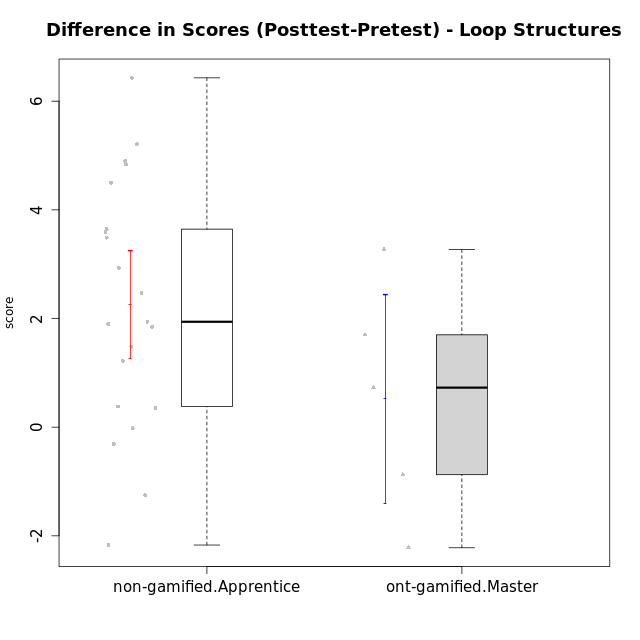 Difference in Scores (Posttest-Pretest) - Loop Structures
6
4
2
0
-2
score
non-gamified.Apprentice
ont-gamified.Master